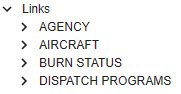 Links
AGENCY
AIRCRAFT
BURN STATUS
DISPATCH PROGRAMS